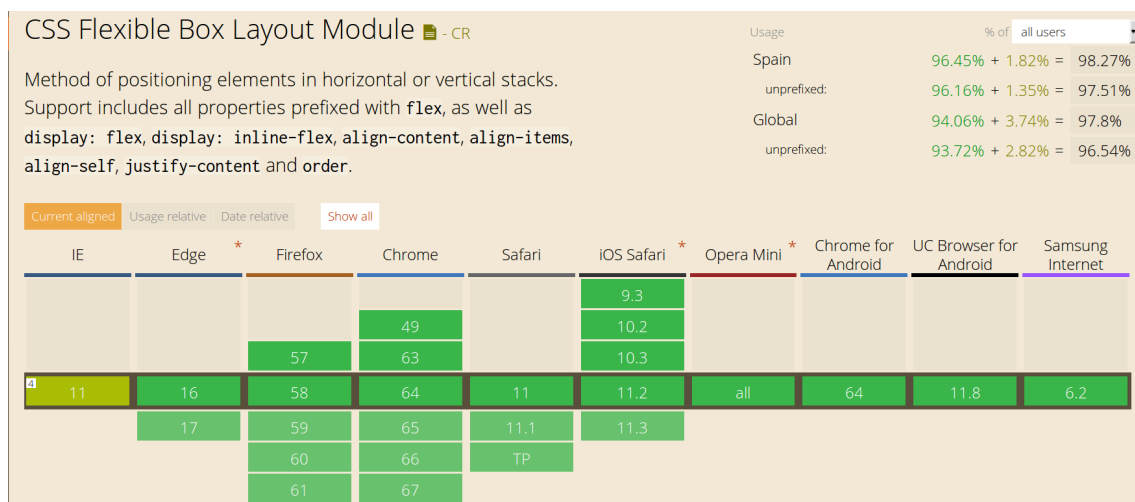 CSS Flexible Box Layout Module - CR
Usage % of all users
Method of positioning elements in horizontal or vertical stacks.
Support includes all properties prefixed with flex, as well as
display: flex, display: inline-flex, align-content, align-items,
align-self, justify-content and order.
Spain 96.45% + 1.82% = 98.27%
unprefixed: 96.16% + 1.35% = 97.51%
Global 94.06% + 3.74% = 97.8%
unprefixed: 93.72% + 2.82% = 96.54%
Current aligned Usage relative Date relative Show all
IE Edge * Firefox Chrome Safari iOS Safari * Opera Mini * Chrome for Android UC Browser for Android Samsung Internet
9.3
49 10.2
57 63 10.3
4 11 16 58 64 11 11.2 all 64 11.8 6.2
17 59 65 11.1 11.3
60 66 TP
61 67